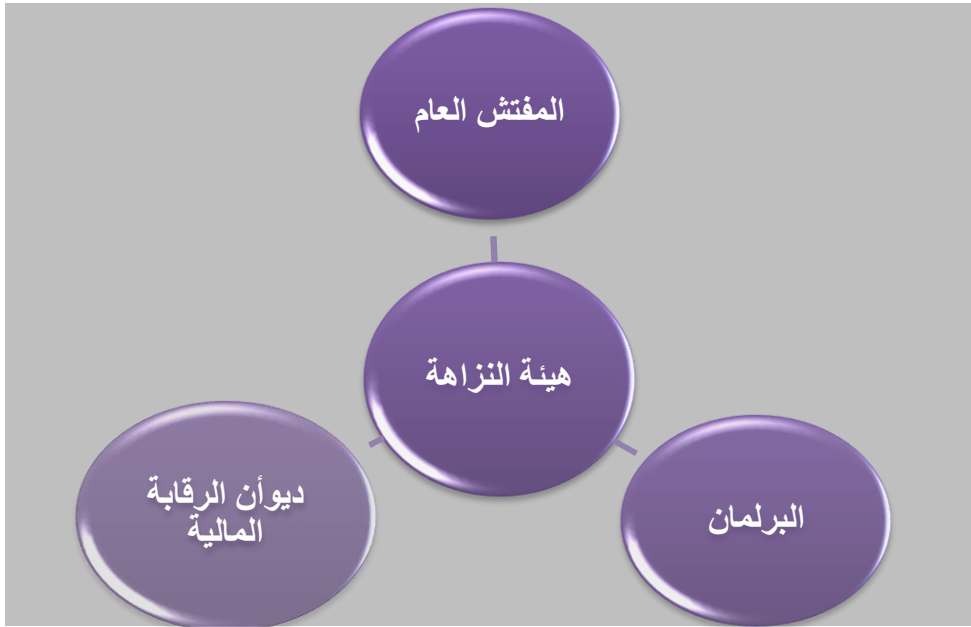 المفتش العام
هيئة النزاهة
البرلمان
ديوأن الرقابة
المالية